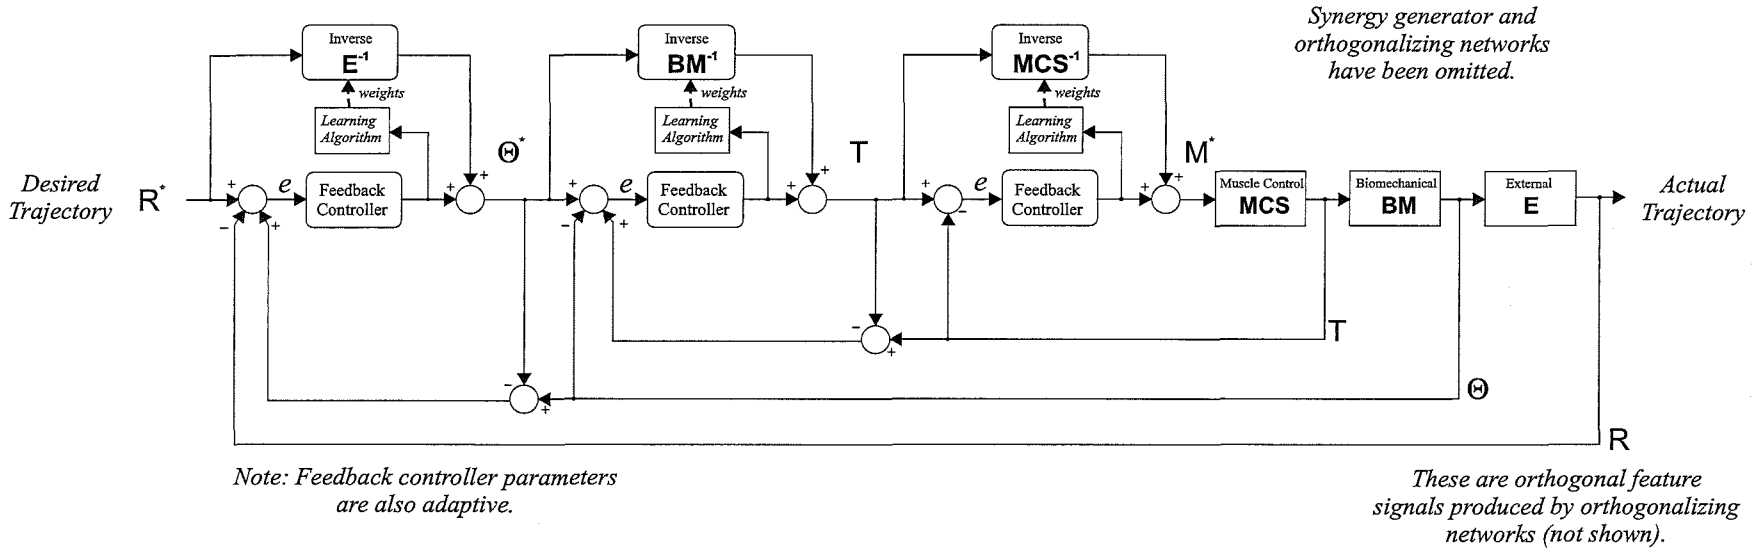 Synergy generator and
orthogonalizing networks
have been omitted.
Inverse
E⁻¹
weights
Learning
Algorithm
Inverse
BM⁻¹
weights
Learning
Algorithm
Inverse
MCS⁻¹
weights
Learning
Algorithm
Desired
Trajectory
R*
+
-
+
e
Feedback
Controller
+
+
Θ*
+
-
+
e
Feedback
Controller
+
+
T
+
-
e
Feedback
Controller
+
+
M*
Muscle Control
MCS
Biomechanical
BM
External
E
Actual
Trajectory
-
+
T
-
+
Θ
R
Note: Feedback controller parameters
are also adaptive.
These are orthogonal feature
signals produced by orthogonalizing
networks (not shown).